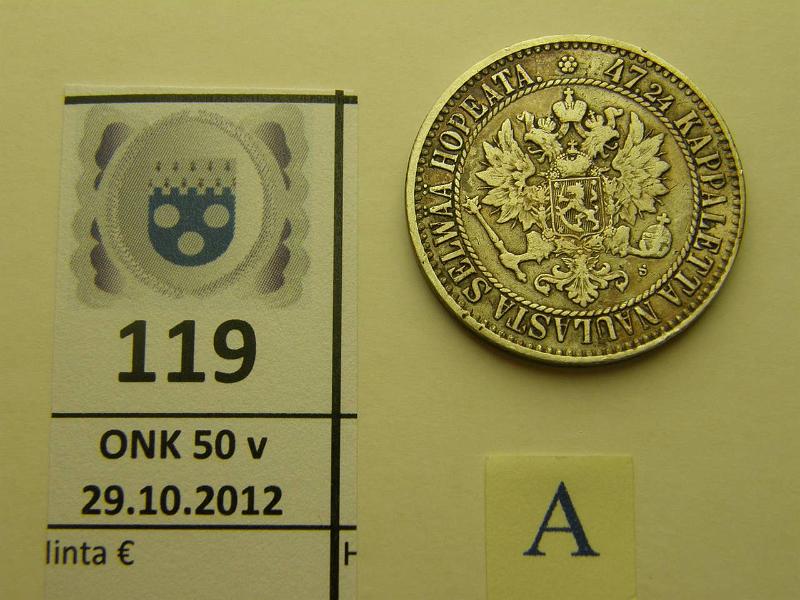 119
ONK 50 v
29.10.2012
linta €
H
47.24 KAPPALETTA NAULASTA SELWÄÄ HOPEATA.
S
A